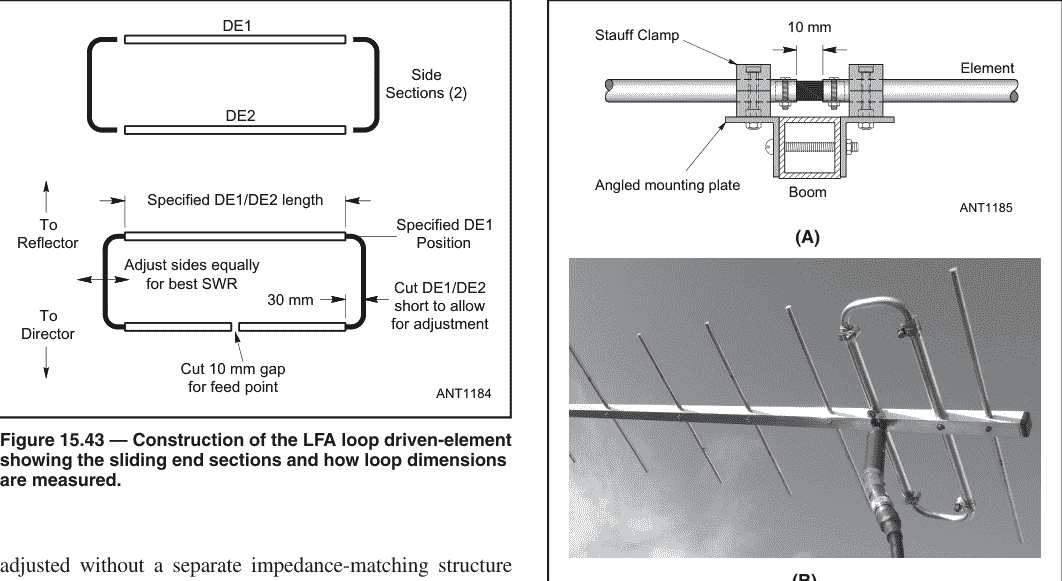 DE1
DE2
Side
Sections (2)
Specified DE1/DE2 length
To
Reflector
Specified DE1
Position
Adjust sides equally
for best SWR
30 mm
Cut DE1/DE2
short to allow
for adjustment
To
Director
Cut 10 mm gap
for feed point
ANT1184
Figure 15.43 — Construction of the LFA loop driven-element
showing the sliding end sections and how loop dimensions
are measured.
adjusted without a separate impedance-matching structure
10 mm
Stauff Clamp
Element
Angled mounting plate
Boom
ANT1185
(A)
(B)